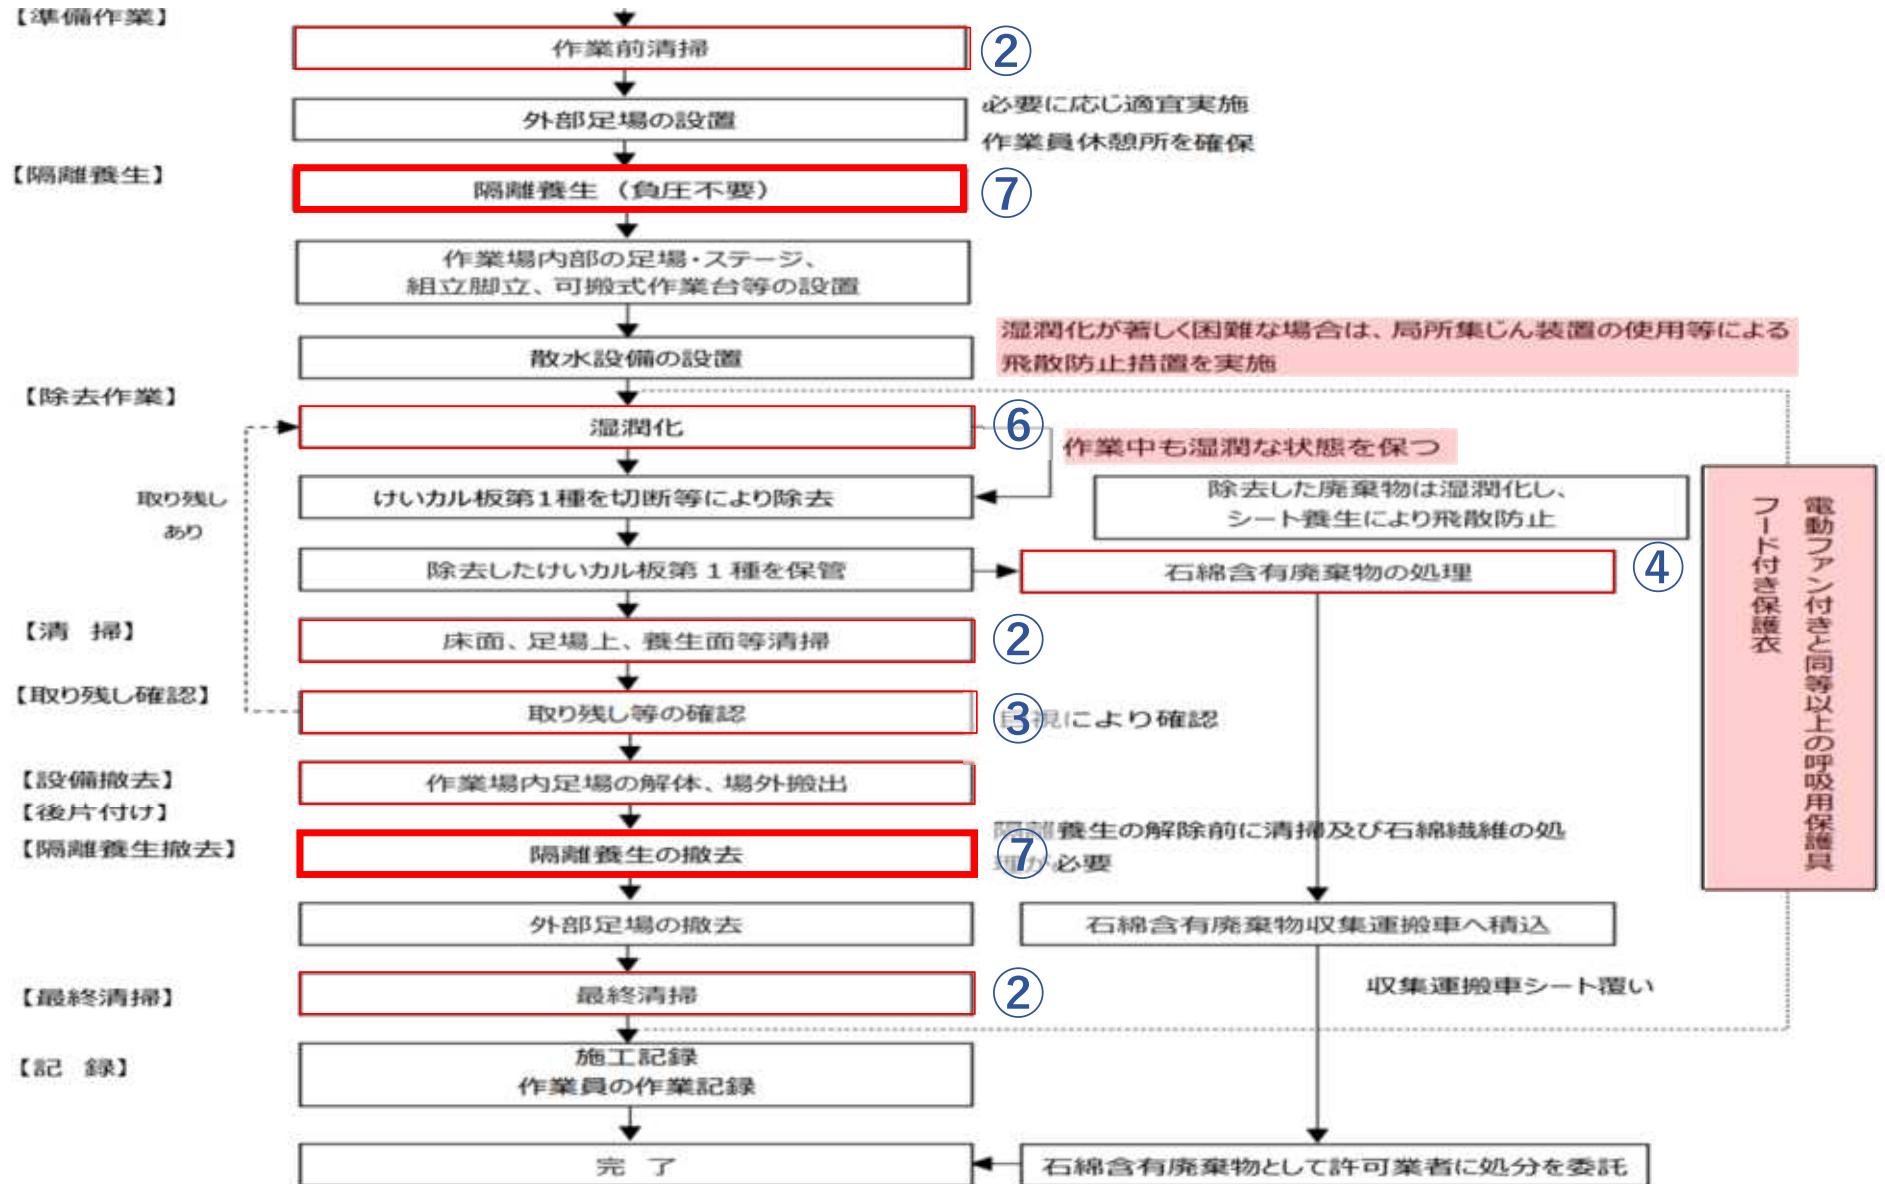 【準備作業】
作業前清掃
②
外部足場の設置
必要に応じ適宜実施
作業員休憩所を確保
【隔離養生】
隔離養生（負圧不要）
⑦
作業場内部の足場・ステージ、
組立脚立、可搬式作業台等の設置
散水設備の設置
湿潤化が著しく困難な場合は、局所集じん装置の使用等による
飛散防止措置を実施
【除去作業】
湿潤化
⑥
作業中も湿潤な状態を保つ
取り残し
あり
けいカル板第1種を切断等により除去
除去した廃棄物は湿潤化し、
シート養生により飛散防止
除去したけいカル板第1種を保管
石綿含有廃棄物の処理
④
電動ファン付きと同等以上の呼吸用保護具
フード付き保護衣
【清 掃】
床面、足場上、養生面等清掃
②
【取り残し確認】
取り残し等の確認
③
目視により確認
【設備撤去】
【後片付け】
作業場内足場の解体、場外搬出
【隔離養生撤去】
隔離養生の撤去
⑦
隔離養生の解除前に清掃及び石綿繊維の処
理が必要
外部足場の撤去
石綿含有廃棄物収集運搬車へ積込
【最終清掃】
最終清掃
②
収集運搬車シート覆い
【記 録】
施工記録
作業員の作業記録
完 了
石綿含有廃棄物として許可業者に処分を委託